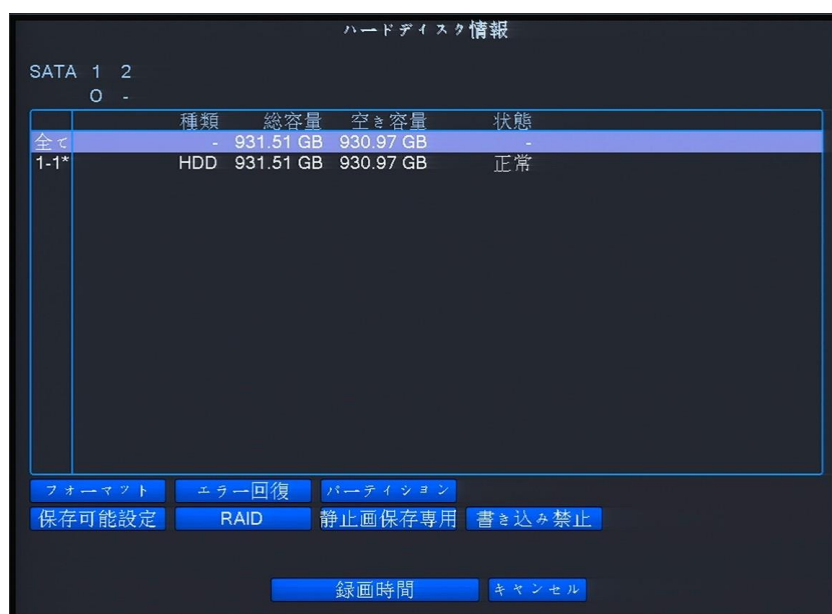 ハードディスク情報
SATA 1 2
O -
種類 総容量 空き容量 状態
全て - 931.51 GB 930.97 GB -
1-1* HDD 931.51 GB 930.97 GB 正常
フォーマット エラー回復 パーティション
保存可能設定 RAID 静止画保存専用 書き込み禁止
録画時間 キャンセル